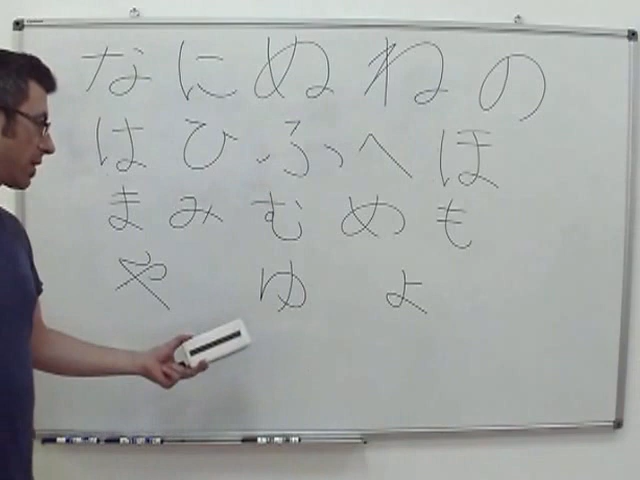 な に ぬ ね の
は ひ ふ へ ほ
ま み む め も
や ゆ よ